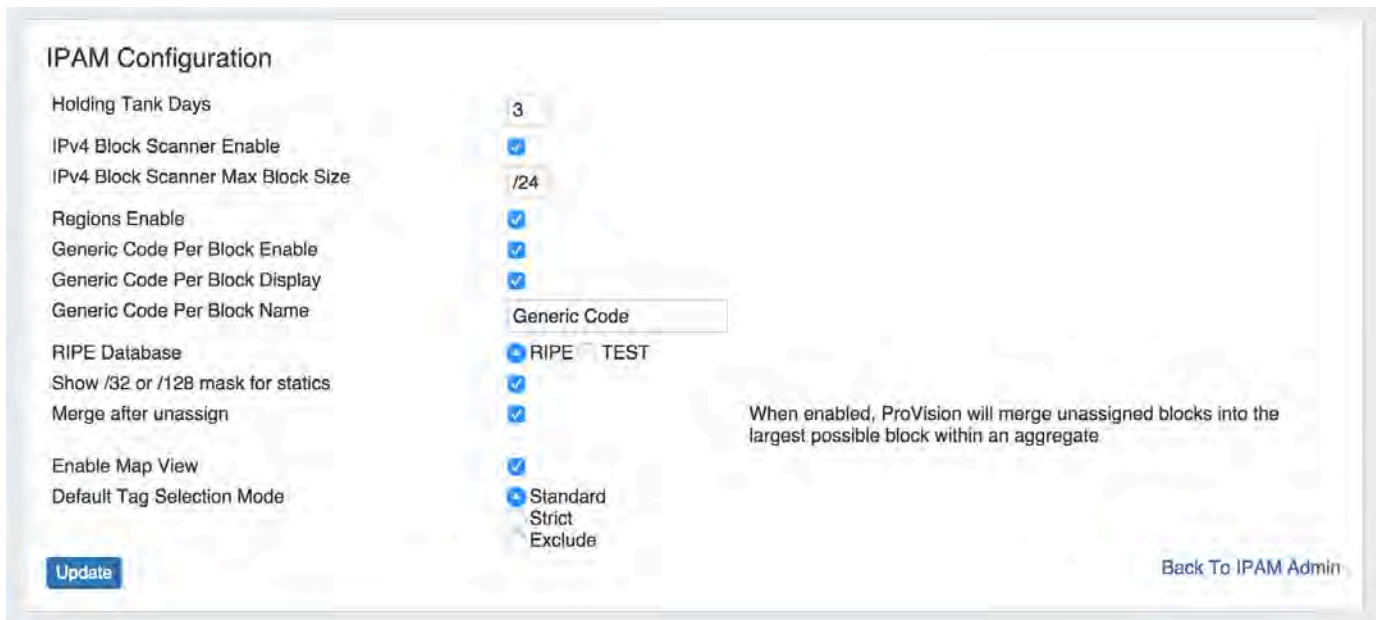 IPAM Configuration
Holding Tank Days 3
IPv4 Block Scanner Enable
IPv4 Block Scanner Max Block Size /24
Regions Enable
Generic Code Per Block Enable
Generic Code Per Block Display
Generic Code Per Block Name Generic Code
RIPE Database RIPE TEST
Show /32 or /128 mask for statics
Merge after unassign When enabled, ProVision will merge unassigned blocks into the
largest possible block within an aggregate
Enable Map View
Default Tag Selection Mode Standard
Strict
Exclude
Update Back To IPAM Admin